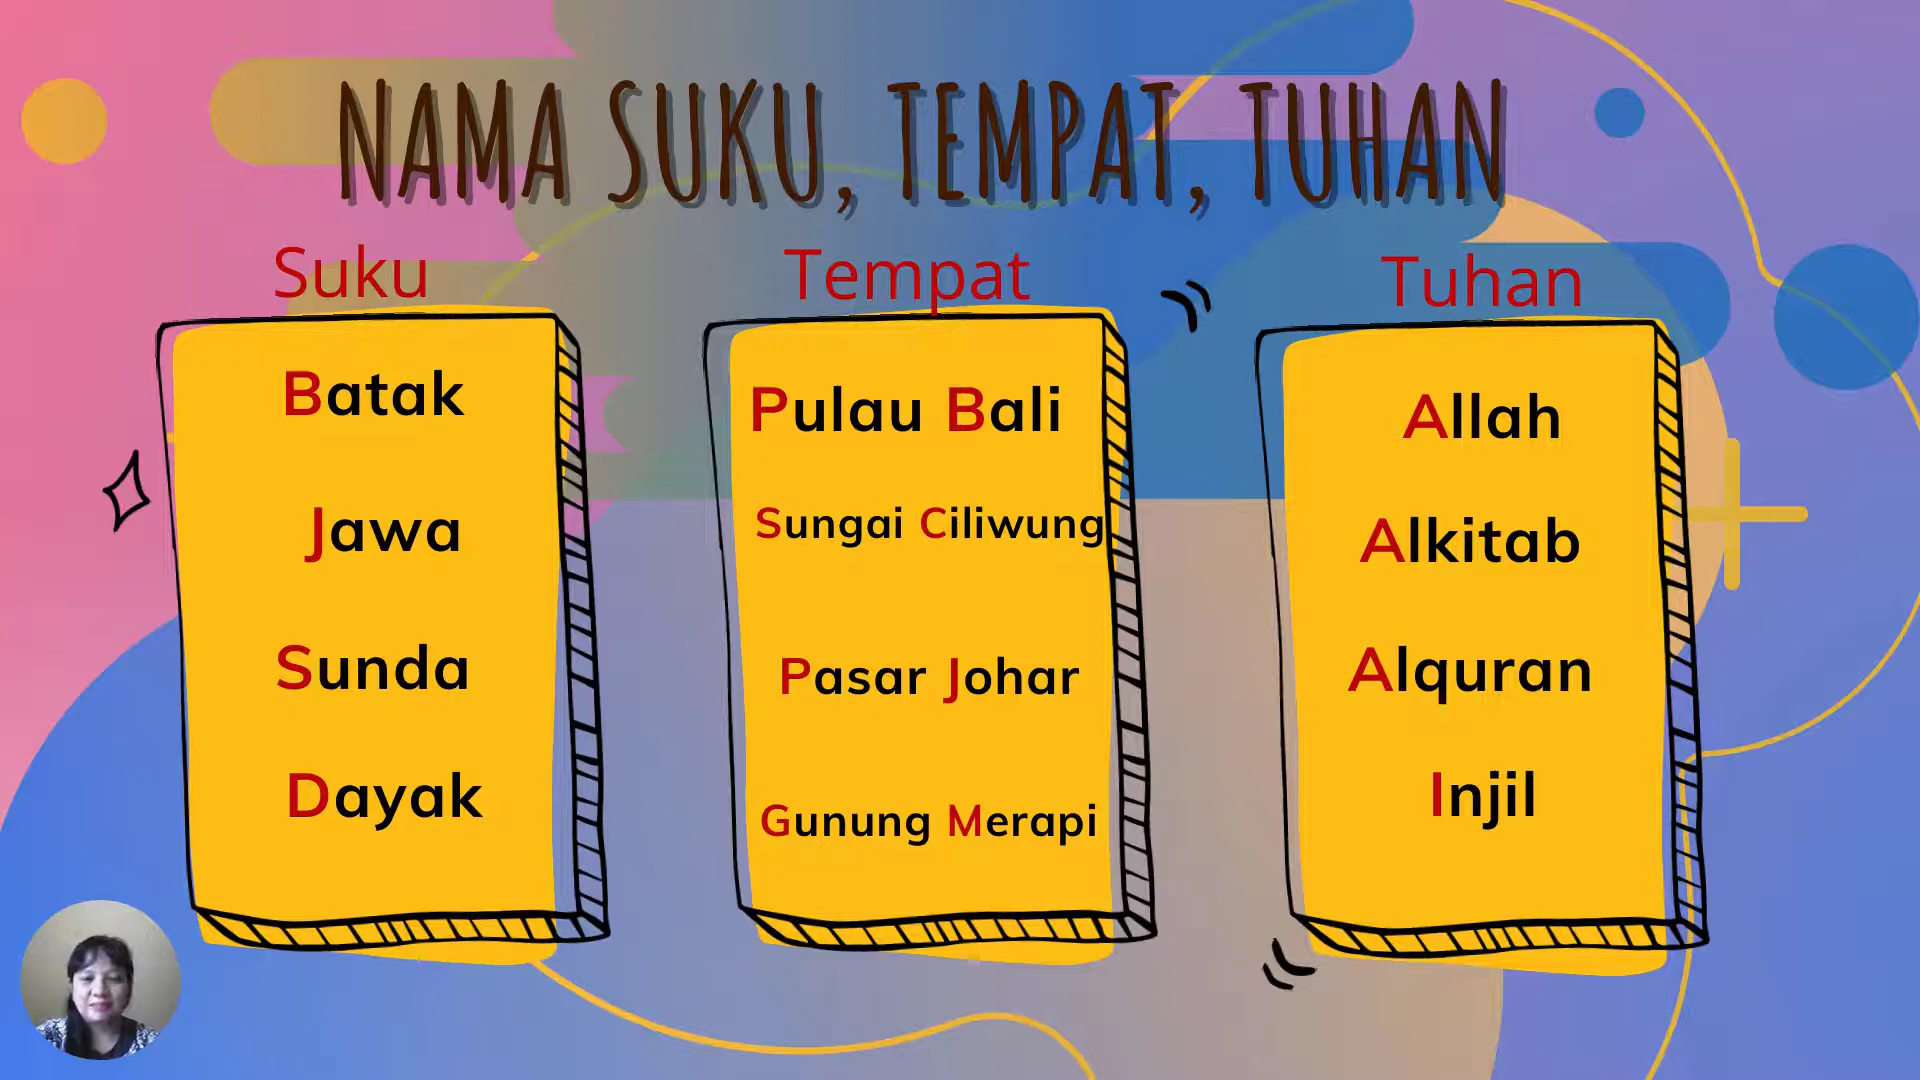 NAMA SUKU, TEMPAT, TUHAN
Suku
Batak
Jawa
Sunda
Dayak
Tempat
Pulau Bali
Sungai Ciliwung
Pasar Johar
Gunung Merapi
Tuhan
Allah
Alkitab
Alquran
Injil